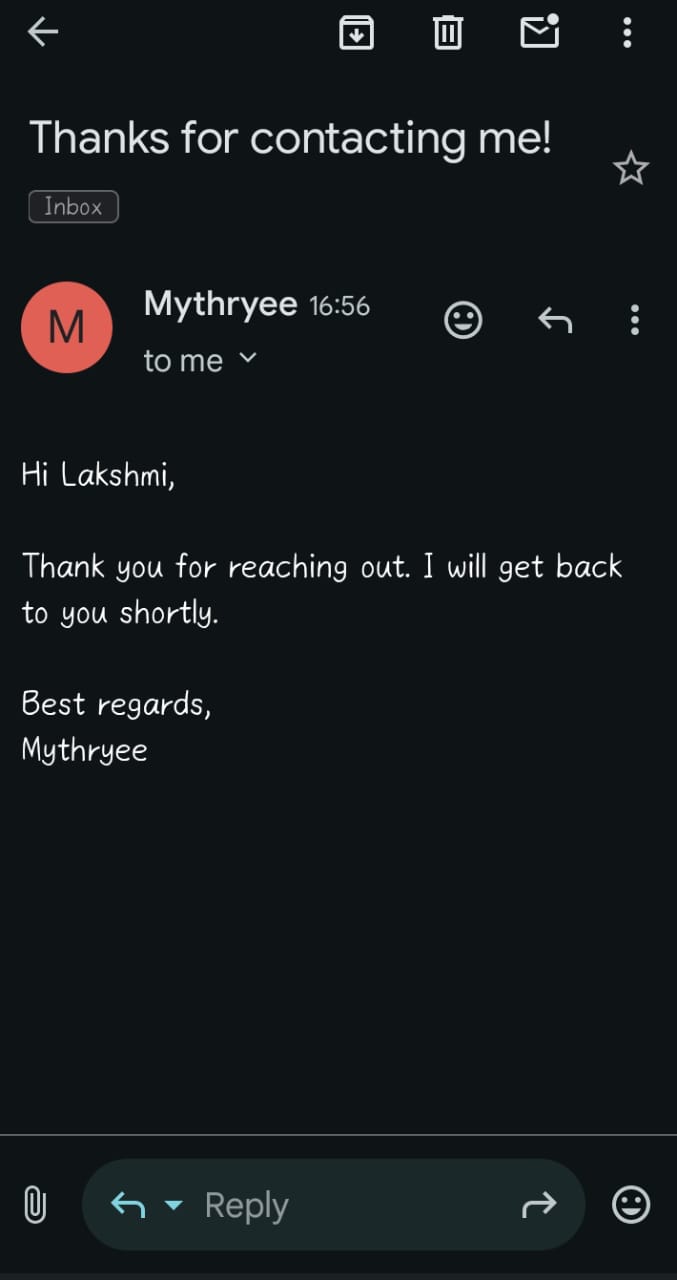 Thanks for contacting me!
Inbox
M
Mythryee 16:56
to me
Hi Lakshmi,
Thank you for reaching out. I will get back
to you shortly.
Best regards,
Mythryee
Reply